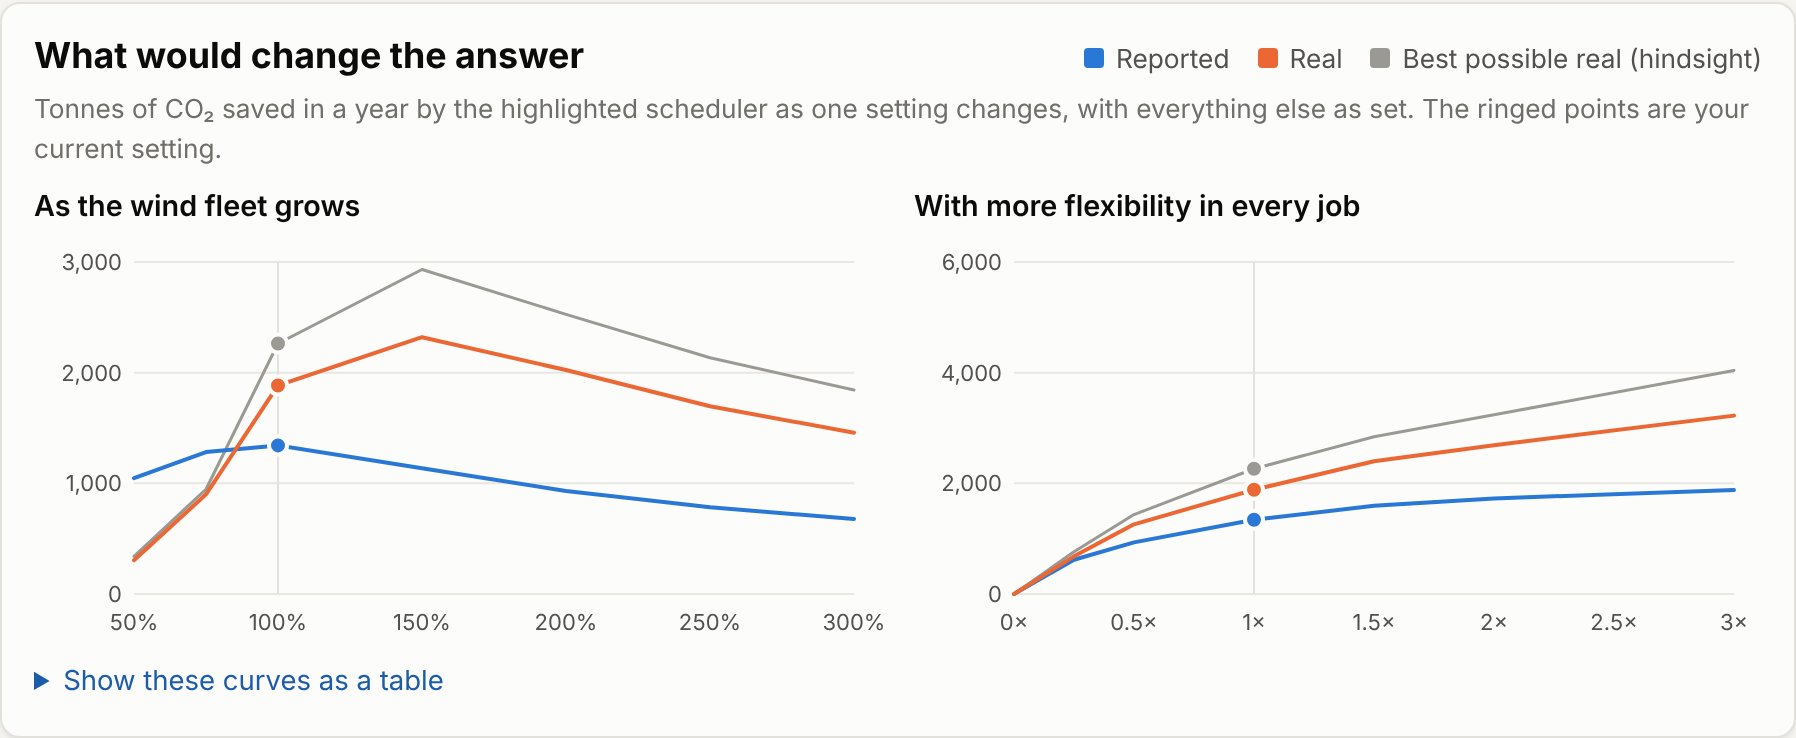 What would change the answer
Reported
Real
Best possible real (hindsight)
Tonnes of CO₂ saved in a year by the highlighted scheduler as one setting changes, with everything else as set. The ringed points are your
current setting.
As the wind fleet grows
3,000
2,000
1,000
0
50%
100%
150%
200%
250%
300%
With more flexibility in every job
6,000
4,000
2,000
0
0×
0.5×
1×
1.5×
2×
2.5×
3×
Show these curves as a table